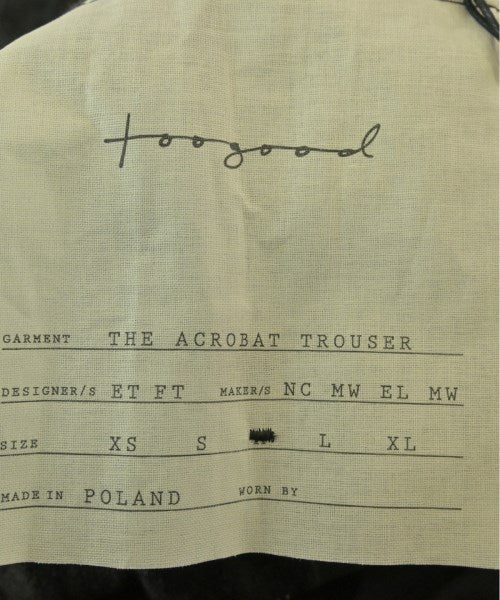 toogood
GARMENT THE ACROBAT TROUSER
DESIGNER/S ET FT MAKER/S NC MW EL MW
SIZE XS S L XL
MADE IN POLAND WORN BY